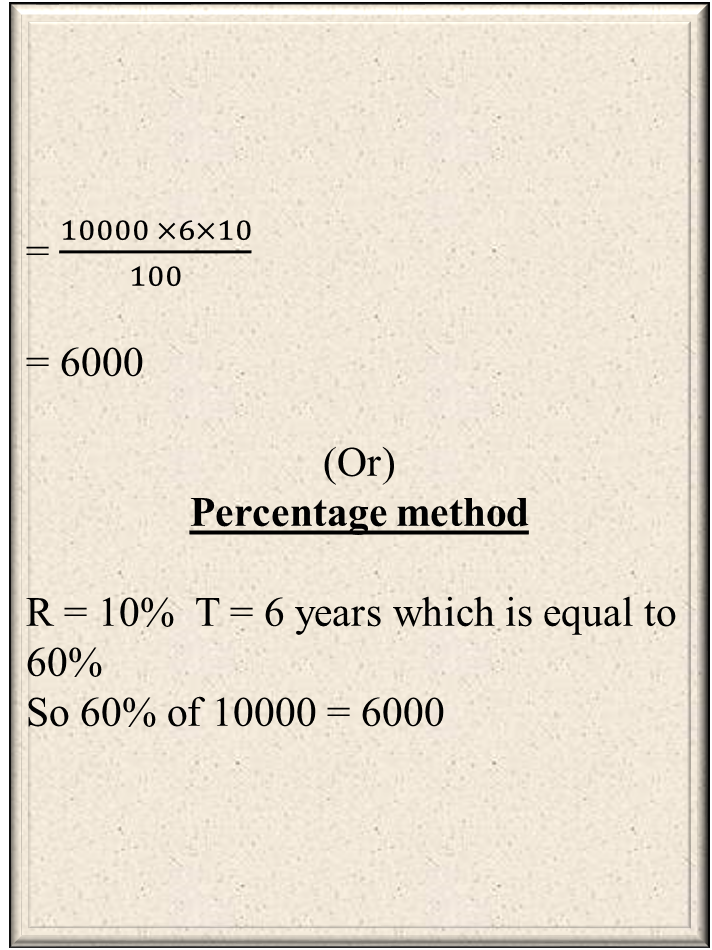 = 10000 ×6×10
100
= 6000
(Or)
Percentage method
R = 10%  T = 6 years which is equal to
60%
So 60% of 10000 = 6000